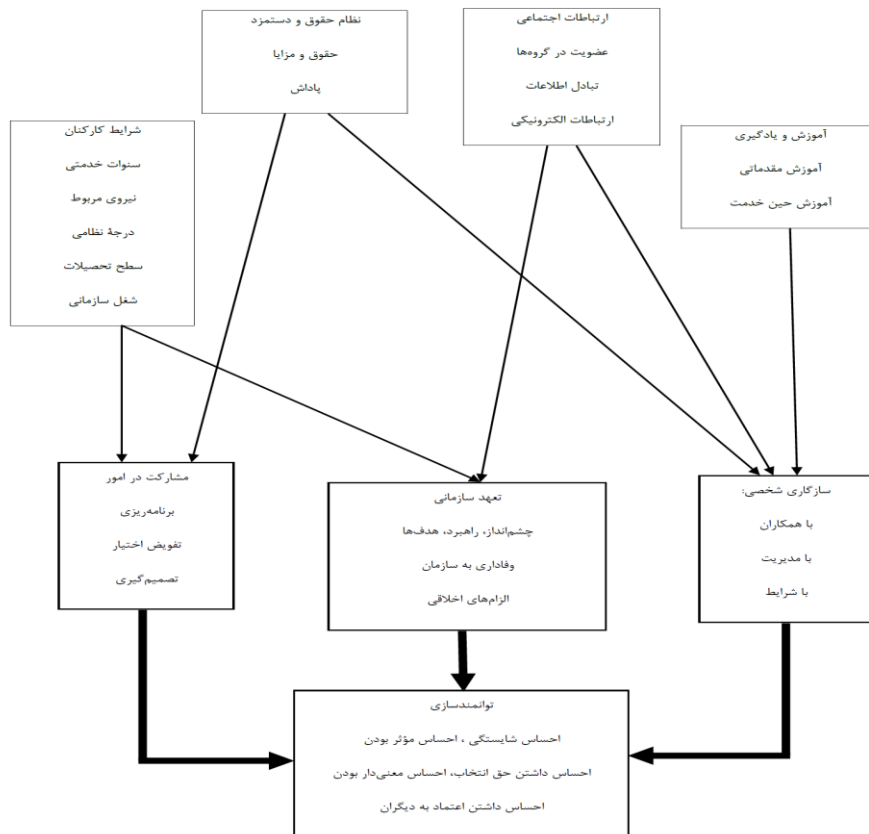 نظام حقوق و دستمزد
حقوق و مزایا
پاداش
ارتباطات اجتماعی
عضویت در گروه‌ها
تبادل اطلاعات
ارتباطات الکترونیکی
شرایط کارکنان
سنوات خدمتی
نیروی مربوط
درجۀ نظامی
سطح تحصیلات
شغل سازمانی
آموزش و یادگیری
آموزش مقدماتی
آموزش حین خدمت
مشارکت در امور
برنامه‌ریزی
تفویض اختیار
تصمیم‌گیری
تعهد سازمانی
چشم‌انداز، راهبرد، هدف‌ها
وفاداری به سازمان
الزام‌های اخلاقی
سازگاری شخصی:
با همکاران
با مدیریت
با شرایط
توانمندسازی
احساس شایستگی ، احساس مؤثر بودن
احساس داشتن حق انتخاب، احساس معنی‌دار بودن
احساس داشتن اعتماد به دیگران